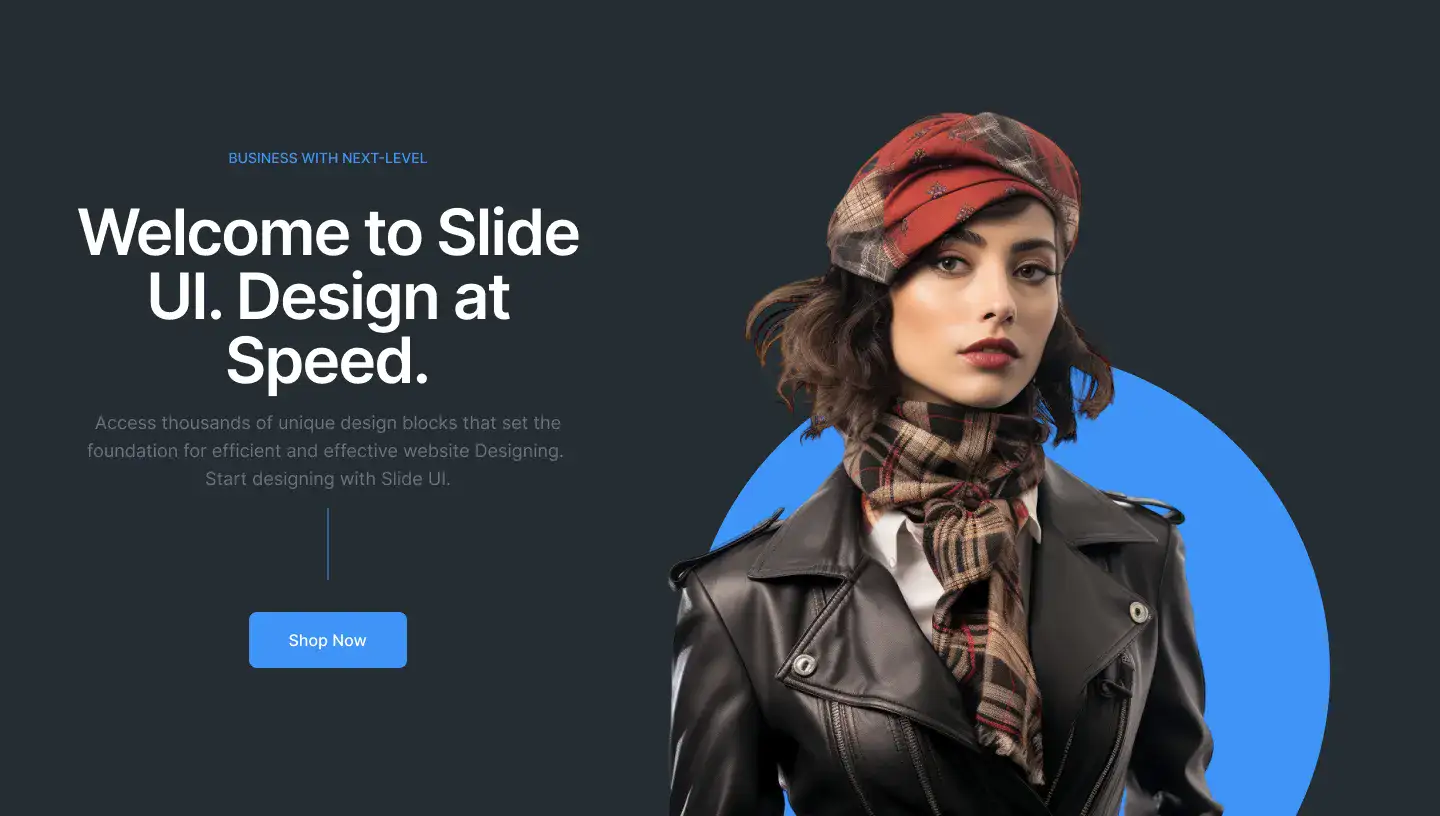 BUSINESS WITH NEXT-LEVEL
Welcome to Slide
UI. Design at
Speed.
Access thousands of unique design blocks that set the
foundation for efficient and effective website Designing.
Start designing with Slide UI.
Shop Now